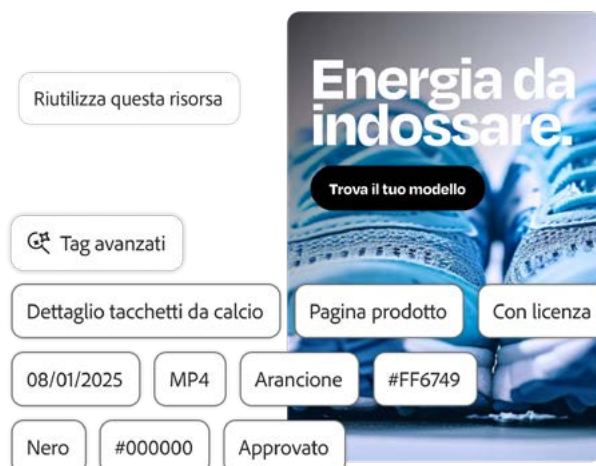 Energia da
indossare.
Riutilizza questa risorsa
Trova il tuo modello
Tag avanzati
Dettaglio tacchetti da calcio
Pagina prodotto
Con licenza
08/01/2025
MP4
Arancione
#FF6749
Nero
#000000
Approvato